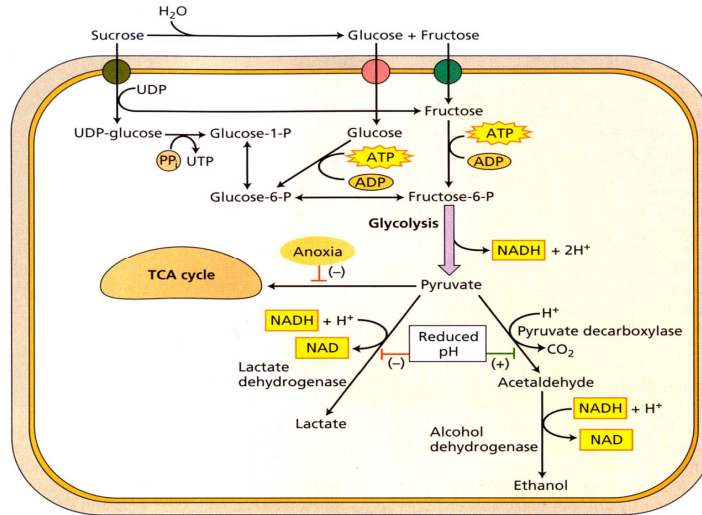 H₂O
Sucrose
Glucose + Fructose
UDP
Fructose
UDP-glucose
Glucose-1-P
Glucose
ATP
ATP
PPᵢ
UTP
ADP
ADP
Glucose-6-P
Fructose-6-P
Glycolysis
NADH + 2H⁺
Anoxia
(–)
TCA cycle
Pyruvate
NADH + H⁺
NAD
Lactate
dehydrogenase
Reduced
pH
(–)
(+)
H⁺
Pyruvate decarboxylase
CO₂
Acetaldehyde
Lactate
NADH + H⁺
Alcohol
dehydrogenase
NAD
Ethanol